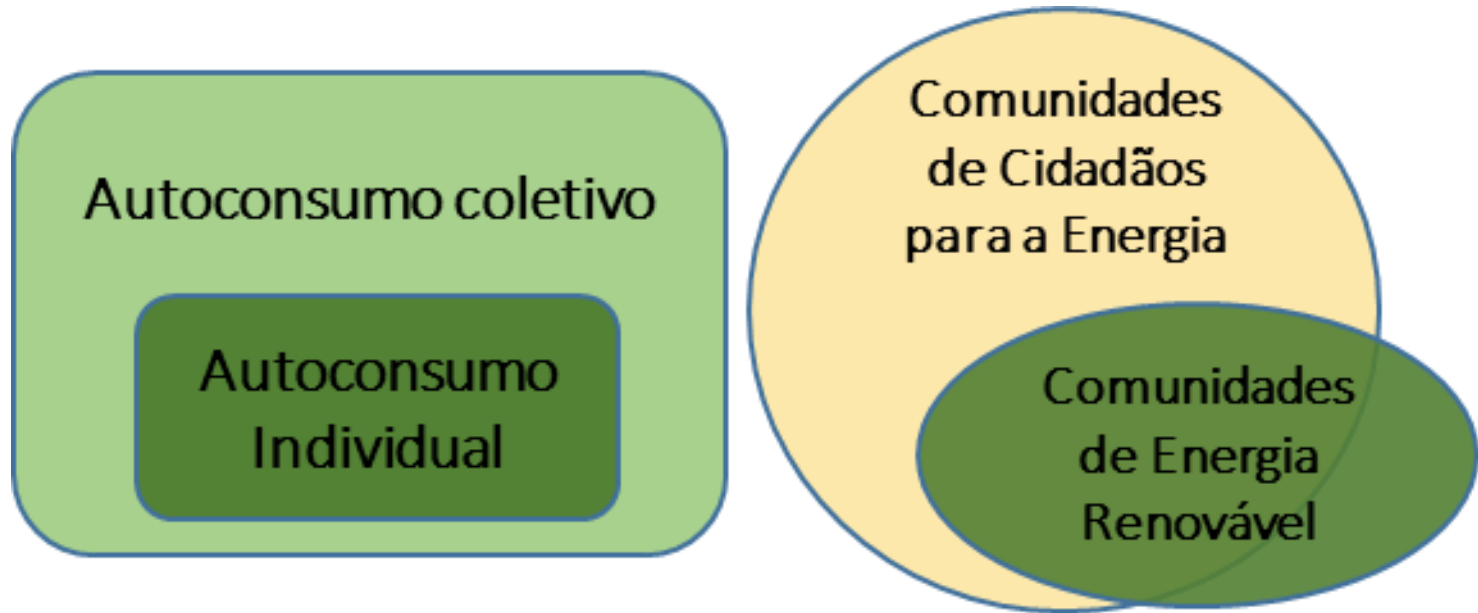 Autoconsumo coletivo
Autoconsumo
Individual
Comunidades
de Cidadãos
para a Energia
Comunidades
de Energia
Renovável